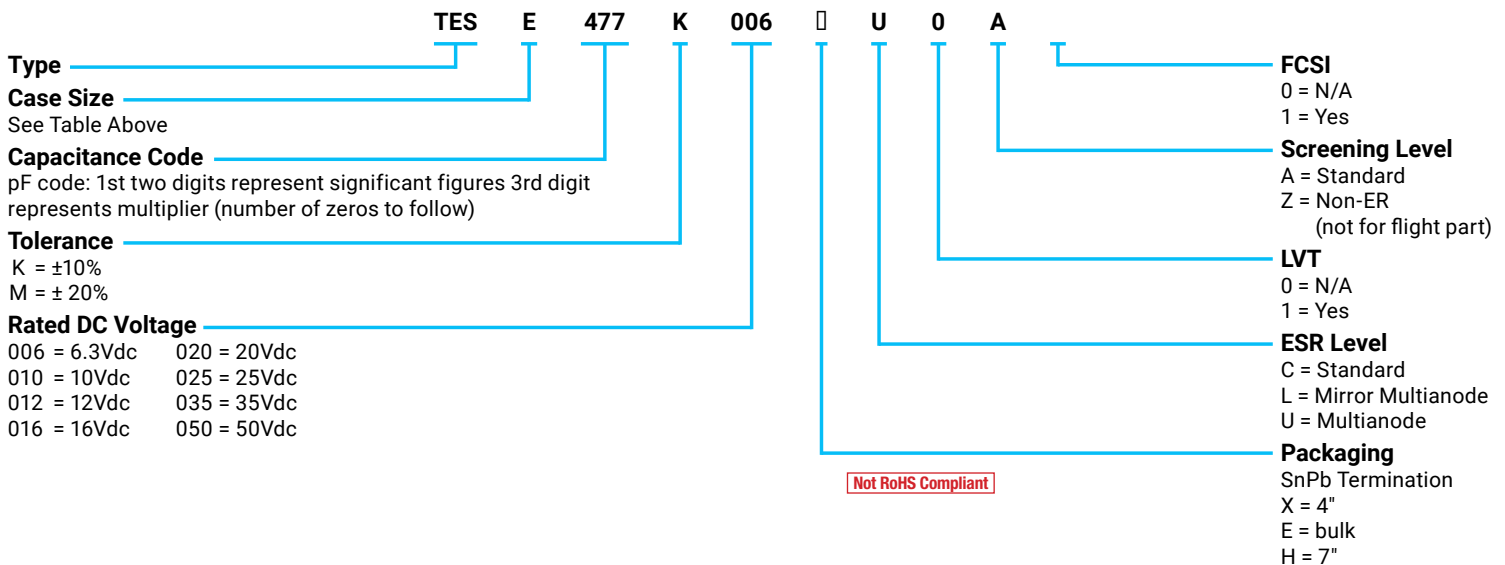 TES E 477 K 006 ▯ U 0 A
Type
Case Size
See Table Above
Capacitance Code
pF code: 1st two digits represent significant figures 3rd digit
represents multiplier (number of zeros to follow)
Tolerance
K = ±10%
M = ± 20%
Rated DC Voltage
006 = 6.3Vdc 020 = 20Vdc
010 = 10Vdc 025 = 25Vdc
012 = 12Vdc 035 = 35Vdc
016 = 16Vdc 050 = 50Vdc
FCSI
0 = N/A
1 = Yes
Screening Level
A = Standard
Z = Non-ER
(not for flight part)
LVT
0 = N/A
1 = Yes
ESR Level
C = Standard
L = Mirror Multianode
U = Multianode
Packaging
SnPb Termination
X = 4"
E = bulk
H = 7"
Not RoHS Compliant